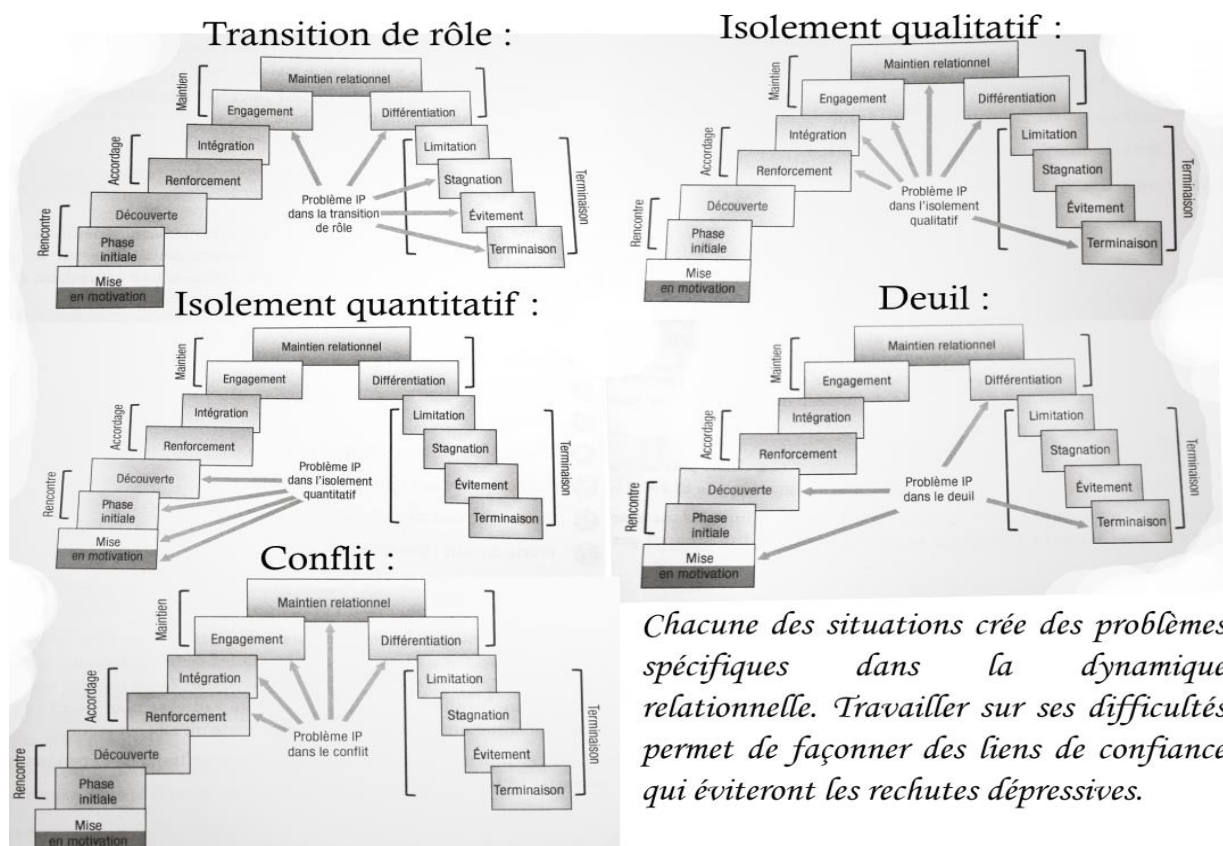 Transition de rôle :
Maintien relationnel
Maintien
Engagement
Différentiation
Accordage
Intégration
Limitation
Renforcement
Stagnation
Problème IP
dans la transition
de rôle
Terminaison
Rencontre
Découverte
Évitement
Phase
initiale
Terminaison
Mise
en motivation
Isolement qualitatif :
Maintien relationnel
Maintien
Engagement
Différentiation
Accordage
Intégration
Limitation
Renforcement
Stagnation
Problème IP
dans l'isolement
qualitatif
Terminaison
Rencontre
Découverte
Évitement
Phase
initiale
Terminaison
Mise
en motivation
Isolement quantitatif :
Maintien relationnel
Maintien
Engagement
Différentiation
Accordage
Intégration
Limitation
Renforcement
Stagnation
Problème IP
dans l'isolement
quantitatif
Terminaison
Rencontre
Découverte
Évitement
Phase
initiale
Terminaison
Mise
en motivation
Deuil :
Maintien relationnel
Maintien
Engagement
Différentiation
Accordage
Intégration
Limitation
Renforcement
Stagnation
Problème IP
dans le deuil
Terminaison
Rencontre
Découverte
Évitement
Phase
initiale
Terminaison
Mise
en motivation
Conflit :
Maintien relationnel
Maintien
Engagement
Différentiation
Accordage
Intégration
Limitation
Renforcement
Stagnation
Problème IP
dans le conflit
Terminaison
Rencontre
Découverte
Évitement
Phase
initiale
Terminaison
Mise
en motivation
Chacune des situations crée des problèmes
spécifiques dans la dynamique
relationnelle. Travailler sur ses difficultés
permet de façonner des liens de confiance
qui éviteront les rechutes dépressives.